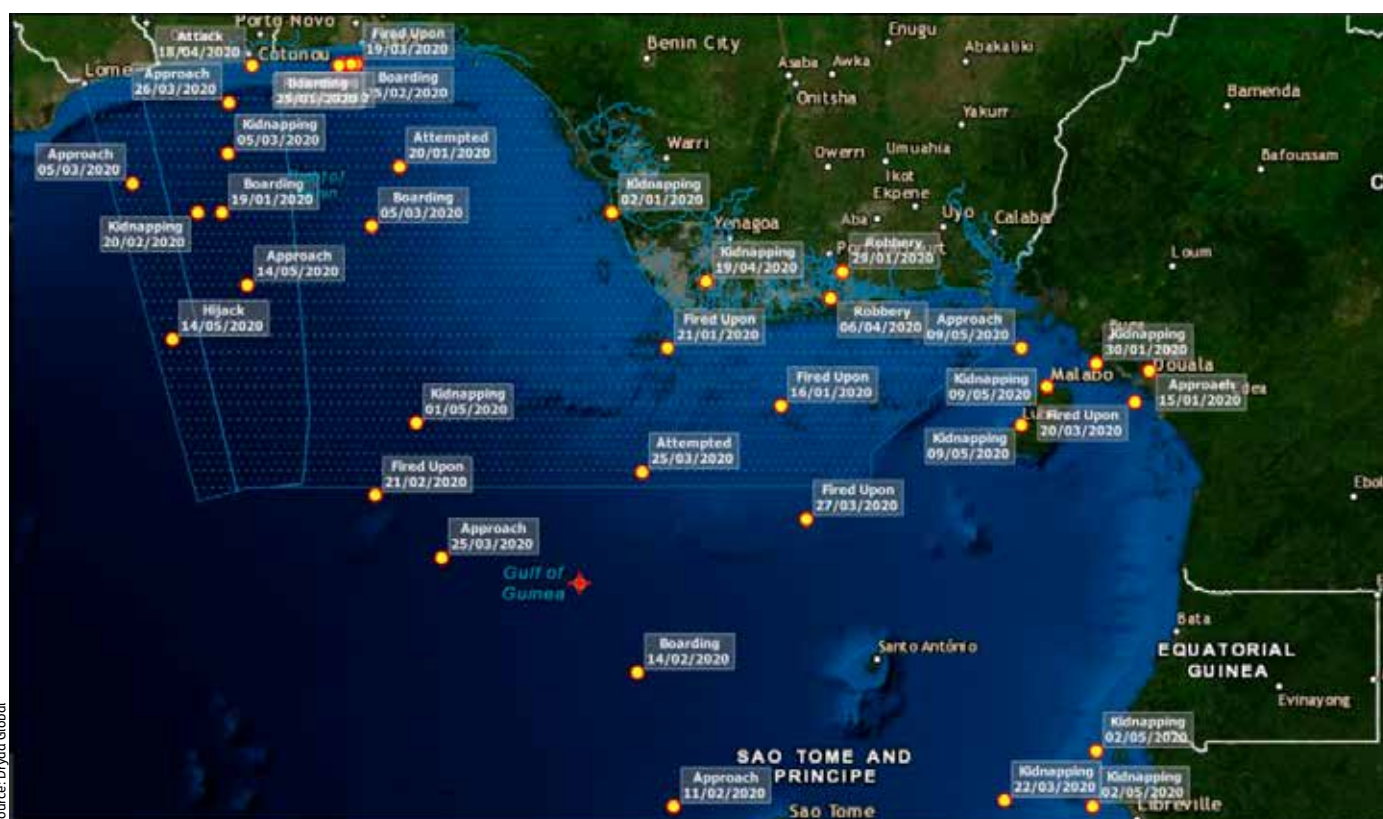 Porto Novo
Attack
18/04/2020
Fired Upon
19/03/2020
Cotonou
Lome
Benin City
Enugu
Abakaliki
Approach
26/03/2020
Boarding
25/01/2020
Boarding
Asaba
Awka
Onitsha
Bamenda
Kidnapping
05/03/2020
Attempted
20/01/2020
Warri
Yakurr
Owerri
Umuahia
Bafoussam
Approach
05/03/2020
Ikot
Ekpene
Boarding
19/01/2020
Kidnapping
02/01/2020
Boarding
05/03/2020
Kidnapping
20/02/2020
Yenagoa
Aba
Uyo
Calabar
Robbery
Loum
Kidnapping
19/04/2020
Approach
14/05/2020
Hijack
14/05/2020
Fired Upon
21/01/2020
Robbery
06/04/2020
Approach
09/05/2020
Kidnapping
30/01/2020
Douala
Malabo
Kidnapping
09/05/2020
Approach
15/01/2020
Fired Upon
16/01/2020
Fired Upon
20/03/2020
Kidnapping
01/05/2020
Kidnapping
09/05/2020
Attempted
25/03/2020
Fired Upon
21/02/2020
Fired Upon
27/03/2020
Approach
25/03/2020
Gulf of
Guinea
Bata
EQUATORIAL
GUINEA
Evinayong
Boarding
14/02/2020
Santo António
Kidnapping
02/05/2020
SAO TOME AND
PRINCIPE
Approach
11/02/2020
Sao Tome
Kidnapping
22/03/2020
Kidnapping
02/05/2020
Libreville